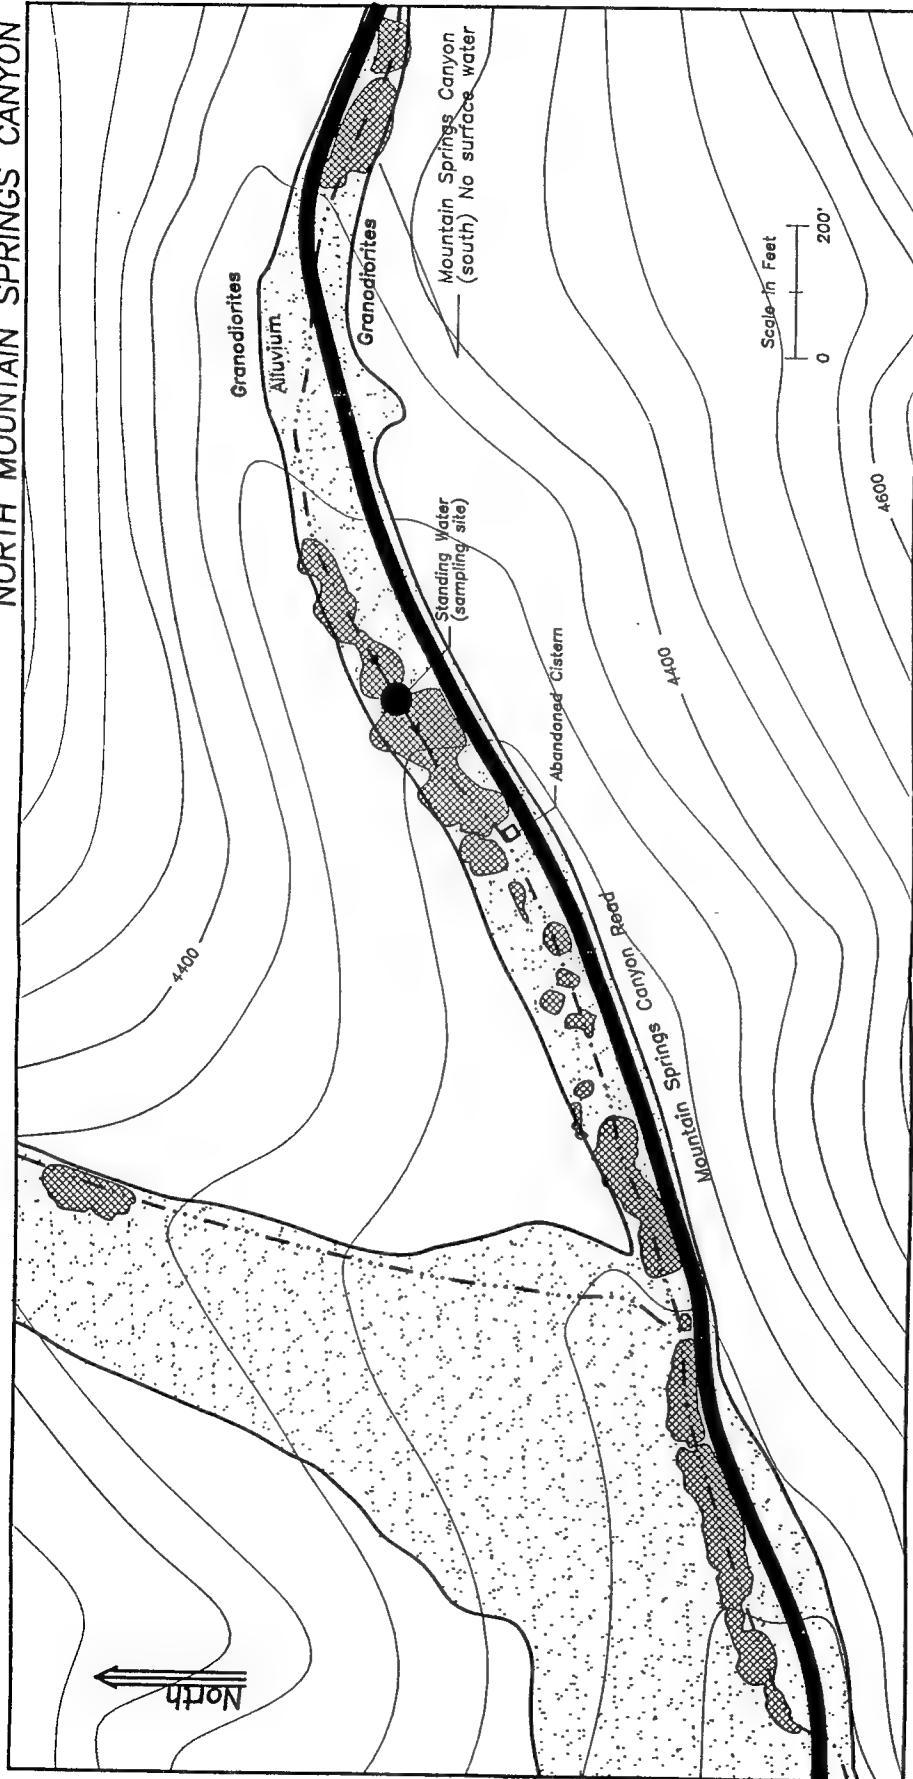 NORTH MOUNTAIN SPRINGS CANYON
Granodiorites
Alluvium
Granodiorites
Mountain Springs Canyon
(south) No surface water
Scale in Feet
0 200'
Standing Water
(sampling site)
Abandoned Cistern
4600
4400
4400
Mountain Springs Canyon Road
North